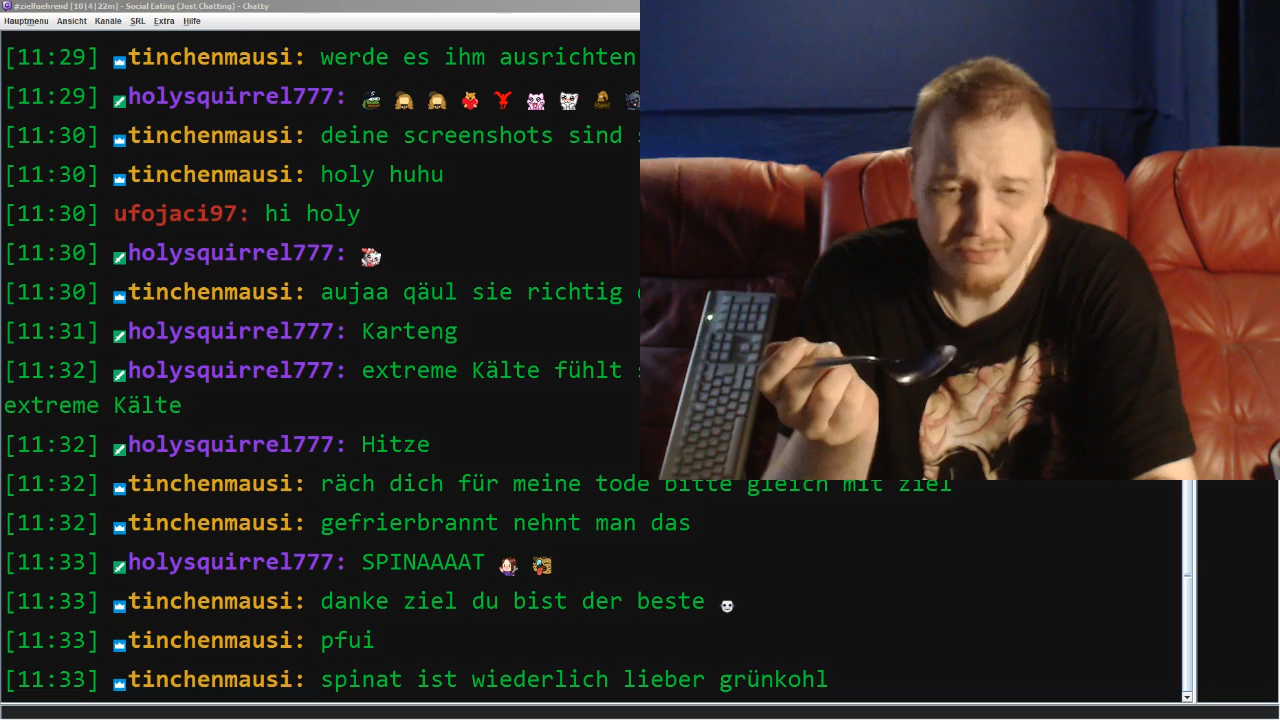 #zielfuehrend [10|4|22m] - Social Eating (Just Chatting) - Chatty
Hauptmenu Ansicht Kanäle SRL Extra Hilfe
[11:29] tinchenmausi: werde es ihm ausrichten
[11:29] holysquirrel777:
[11:30] tinchenmausi: deine screenshots sind
[11:30] tinchenmausi: holy huhu
[11:30] ufojaci97: hi holy
[11:30] holysquirrel777:
[11:30] tinchenmausi: aujaa qäul sie richtig
[11:31] holysquirrel777: Karteng
[11:32] holysquirrel777: extreme Kälte fühlt
extreme Kälte
[11:32] holysquirrel777: Hitze
[11:32] tinchenmausi: räch dich für meine tode bitte gleich mit ziel
[11:32] tinchenmausi: gefrierbrannt nehnt man das
[11:33] holysquirrel777: SPINAAAAT
[11:33] tinchenmausi: danke ziel du bist der beste
[11:33] tinchenmausi: pfui
[11:33] tinchenmausi: spinat ist wiederlich lieber grünkohl